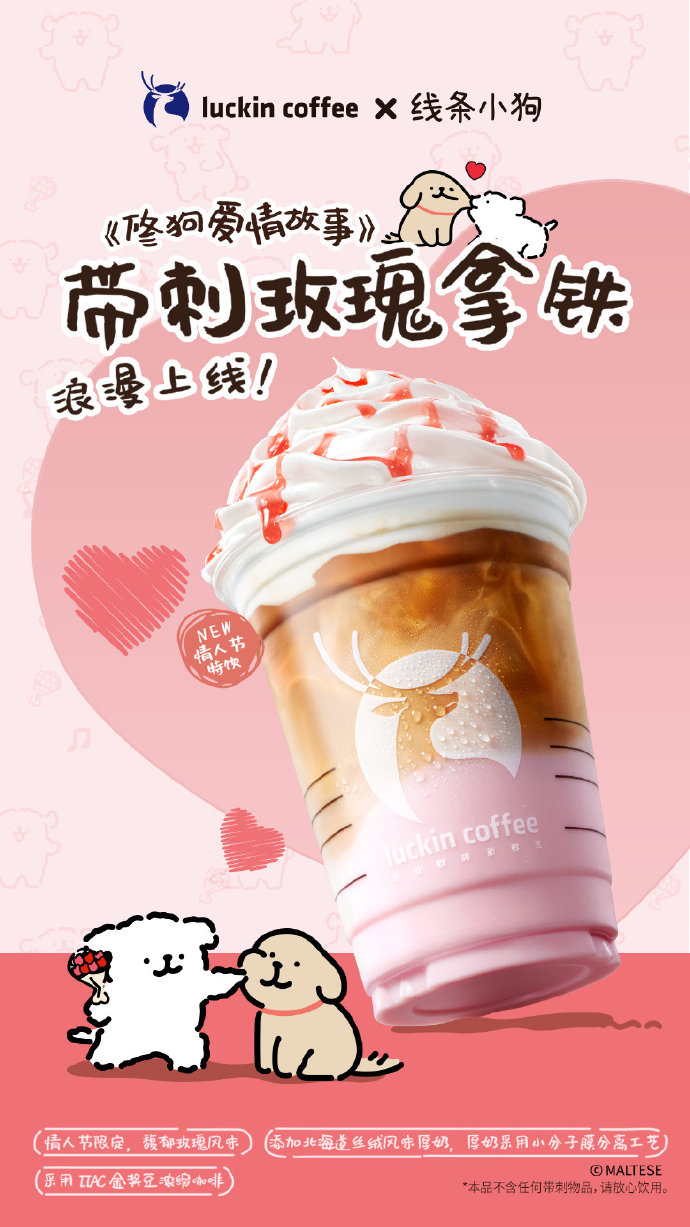 luckin coffee × 线条小狗
《修狗爱情故事》
带刺玫瑰拿铁
浪漫上线！
NEW
情人节
特饮
luckin coffee
情人节限定，馥郁玫瑰风味
添加北海道丝绒风味厚奶，厚奶采用小分子膜分离工艺
采用 IIAC 金奖豆浓缩咖啡
©MALTESE
*本品不含任何带刺物品，请放心饮用。